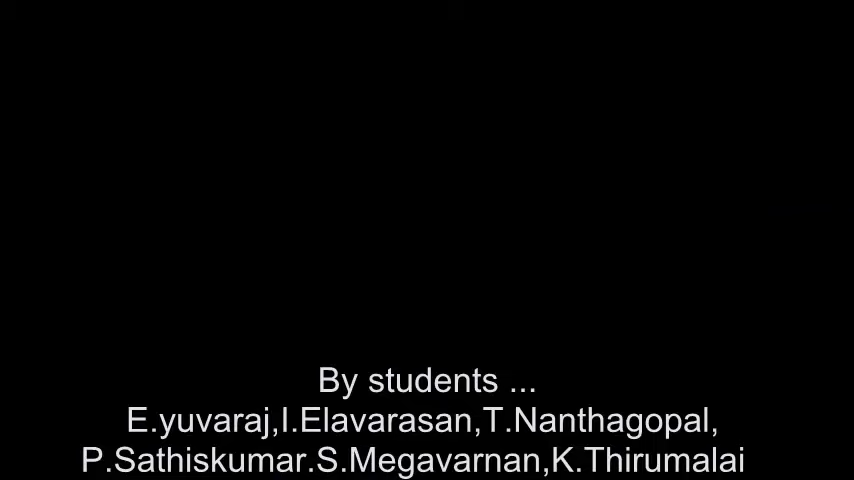 By students ...
E.yuvaraj,I.Elavarasan,T.Nanthagopal,
P.Sathiskumar.S.Megavarnan,K.Thirumalai